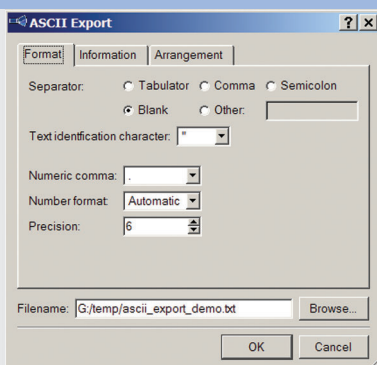 ASCII Export
Format Information Arrangement
Separator: Tabulator Comma Semicolon
Blank Other:
Text identfication character: "
Numeric comma: .
Number format: Automatic
Precision: 6
Filename: G:/temp/ascii_export_demo.txt Browse...
OK Cancel